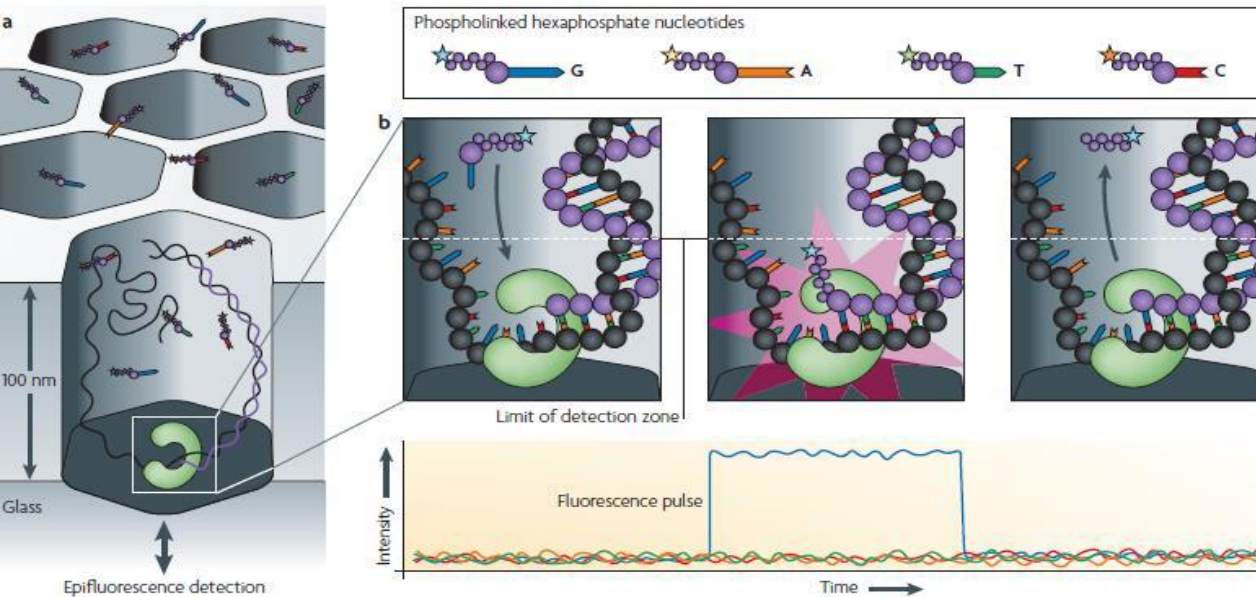 a
Phospholinked hexaphosphate nucleotides
G
A
T
C
b
100 nm
Limit of detection zone
Glass
Fluorescence pulse
Intensity
Time
Epifluorescence detection